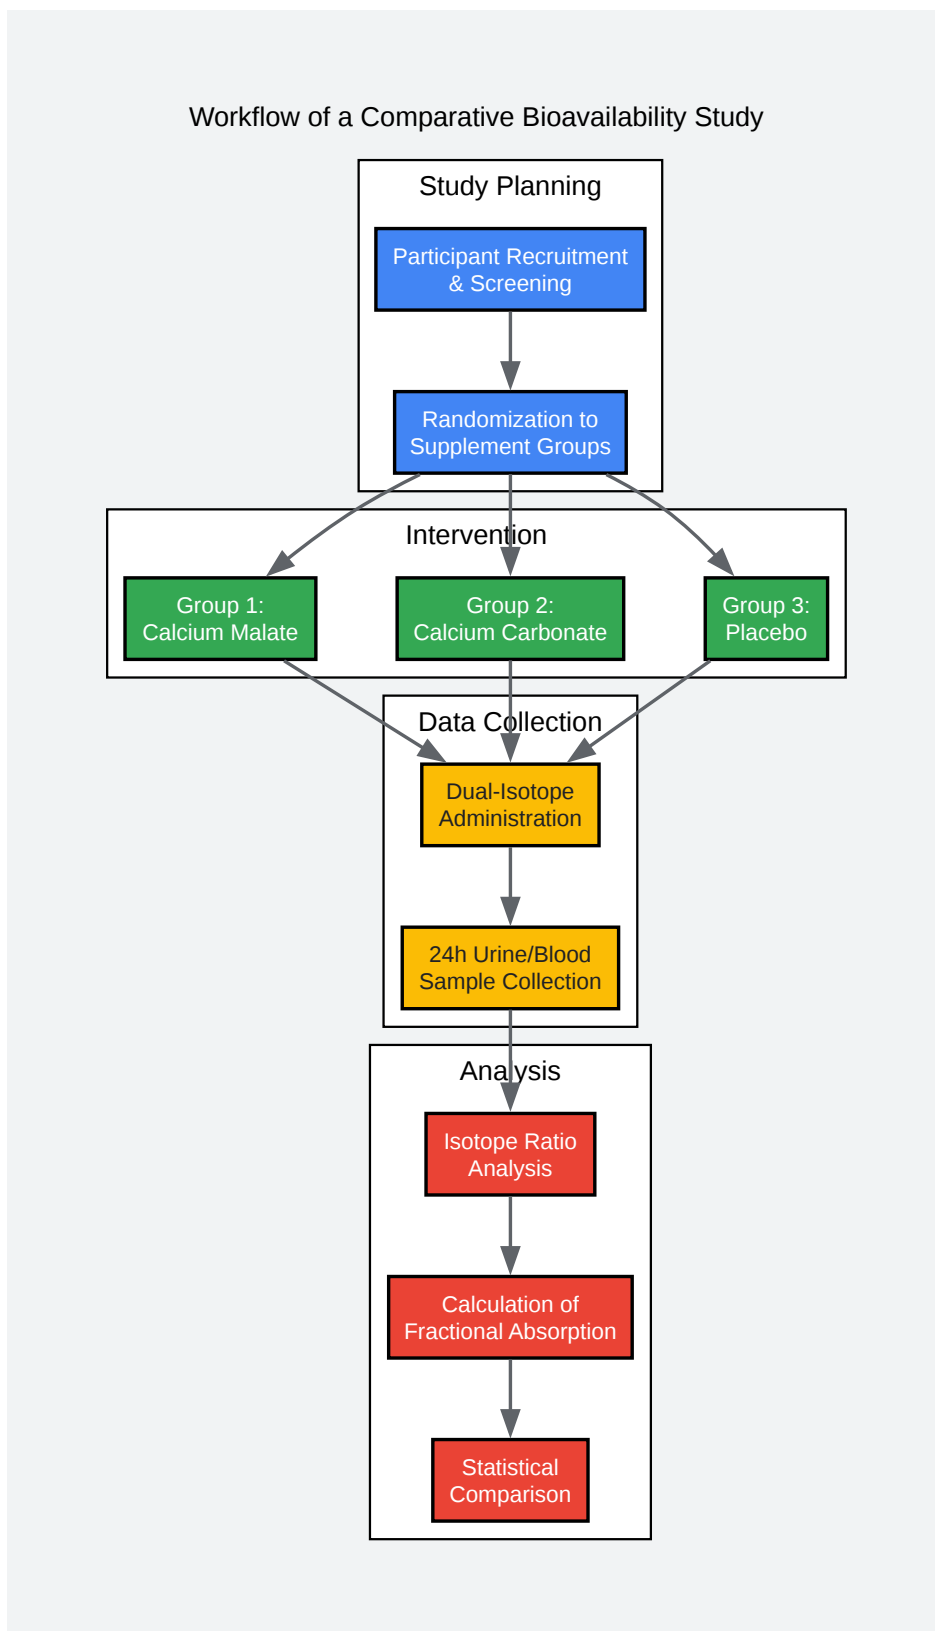 Workflow of a Comparative Bioavailability Study
Study Planning
Participant Recruitment
& Screening
Randomization to
Supplement Groups
Intervention
Group 1:
Calcium Malate
Group 2:
Calcium Carbonate
Group 3:
Placebo
Data Collection
Dual-Isotope
Administration
24h Urine/Blood
Sample Collection
Analysis
Isotope Ratio
Analysis
Calculation of
Fractional Absorption
Statistical
Comparison